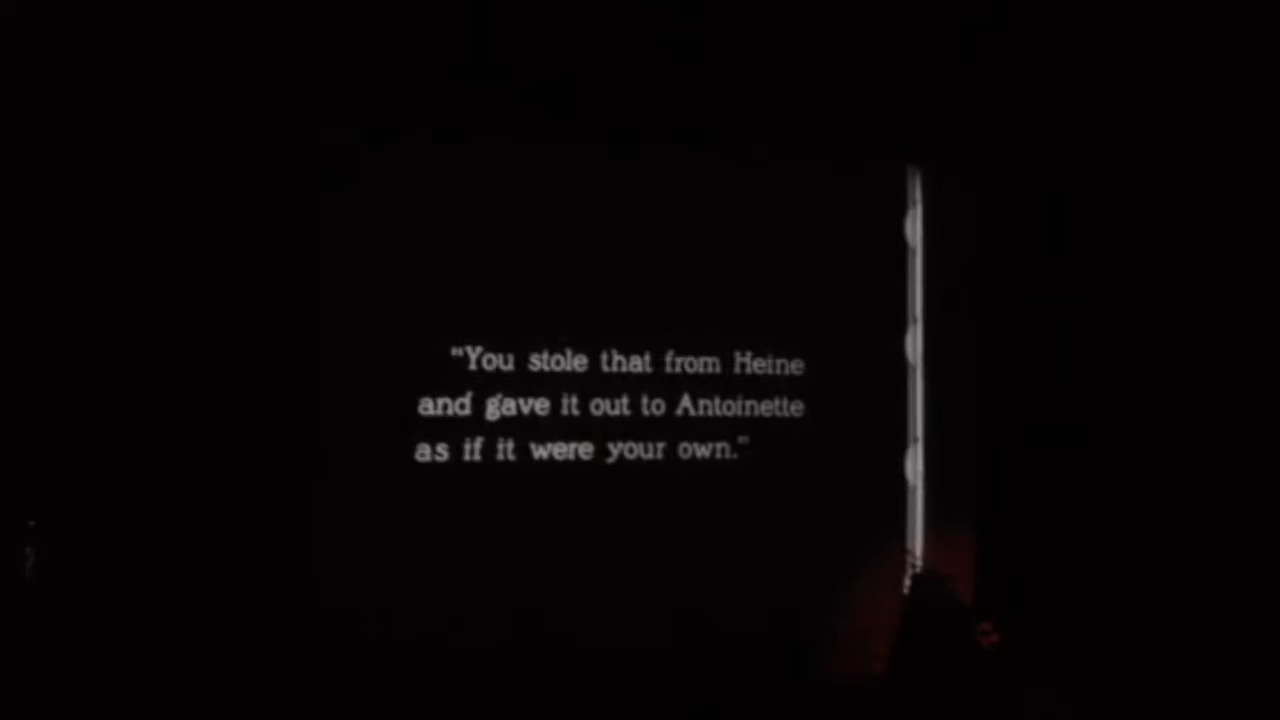 "You stole that from Heine
and gave it out to Antoinette
as if it were your own."